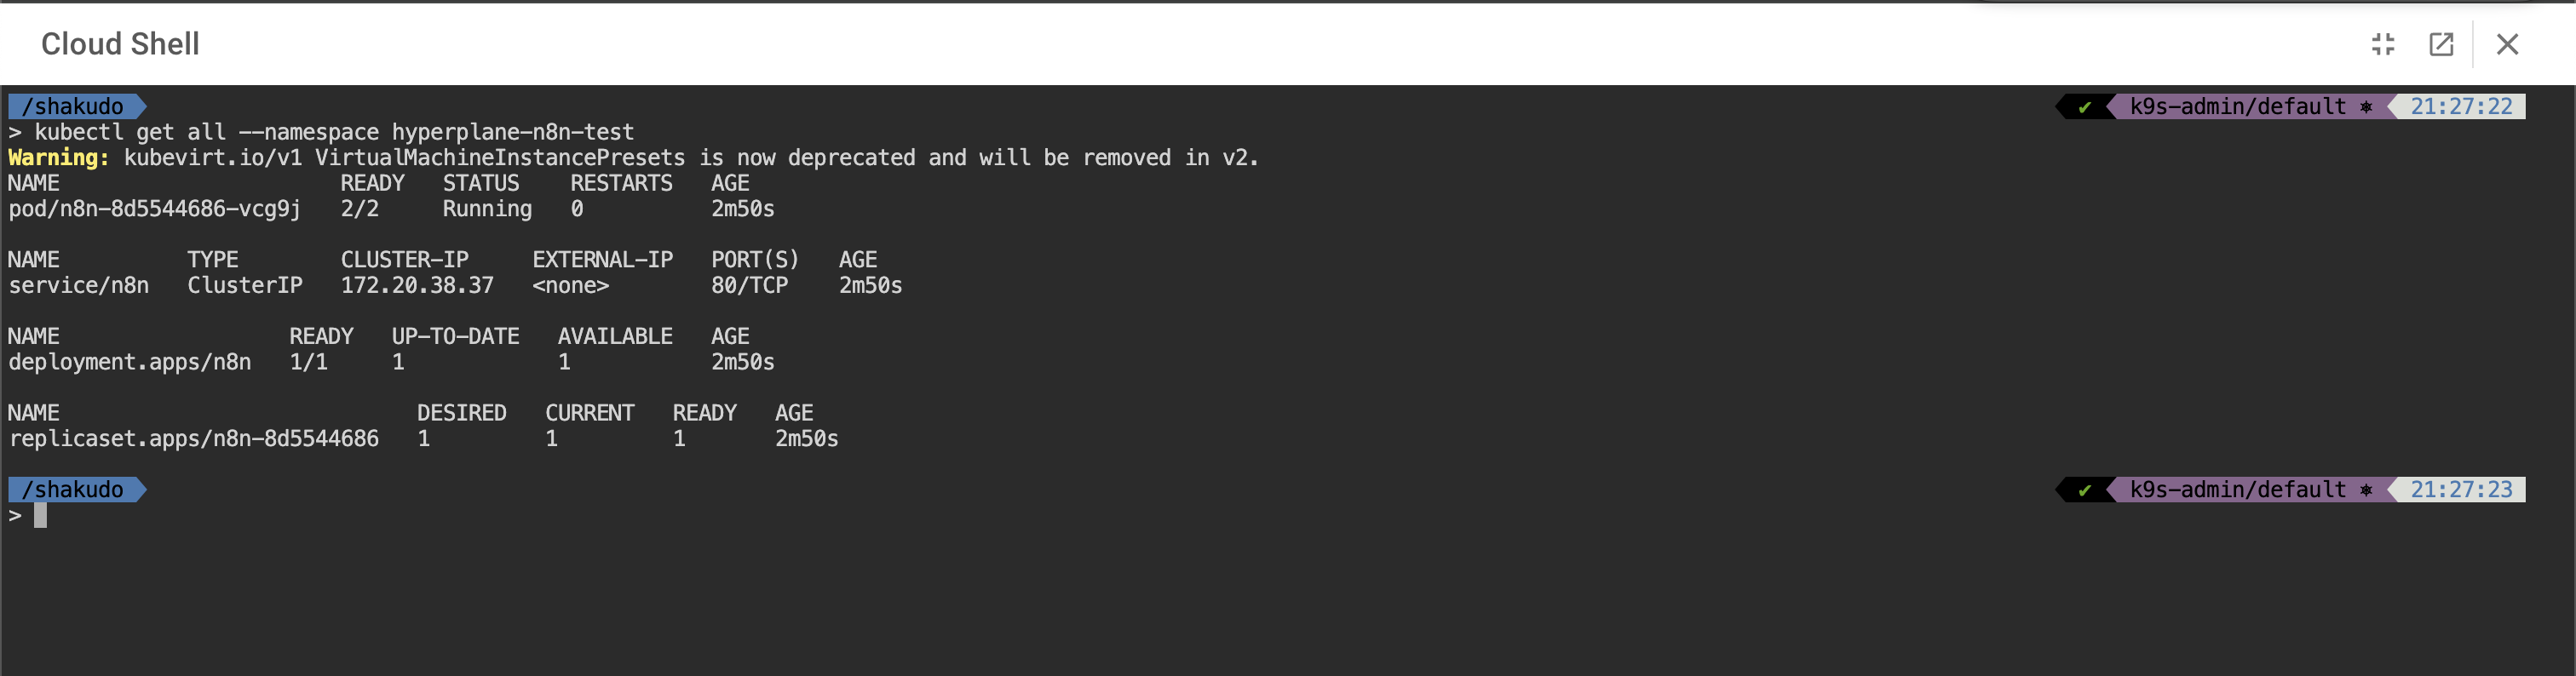 Cloud Shell
/shakudo ✔ k9s-admin/default ⎈ 21:27:22
> kubectl get all --namespace hyperplane-n8n-test
Warning: kubevirt.io/v1 VirtualMachineInstancePresets is now deprecated and will be removed in v2.
NAME READY STATUS RESTARTS AGE
pod/n8n-8d5544686-vcg9j 2/2 Running 0 2m50s
NAME TYPE CLUSTER-IP EXTERNAL-IP PORT(S) AGE
service/n8n ClusterIP 172.20.38.37 <none> 80/TCP 2m50s
NAME READY UP-TO-DATE AVAILABLE AGE
deployment.apps/n8n 1/1 1 1 2m50s
NAME DESIRED CURRENT READY AGE
replicaset.apps/n8n-8d5544686 1 1 1 2m50s
/shakudo ✔ k9s-admin/default ⎈ 21:27:23
>